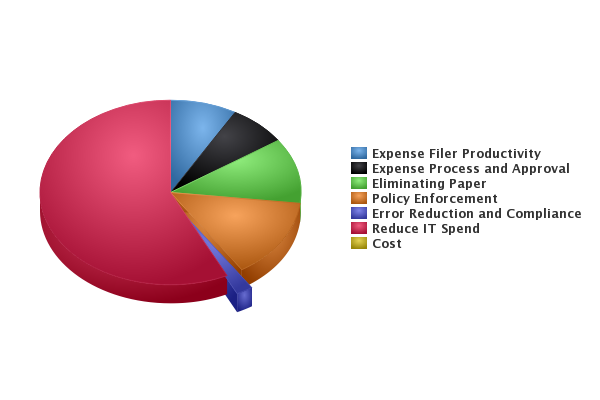 Expense Filer Productivity
Expense Process and Approval
Eliminating Paper
Policy Enforcement
Error Reduction and Compliance
Reduce IT Spend
Cost